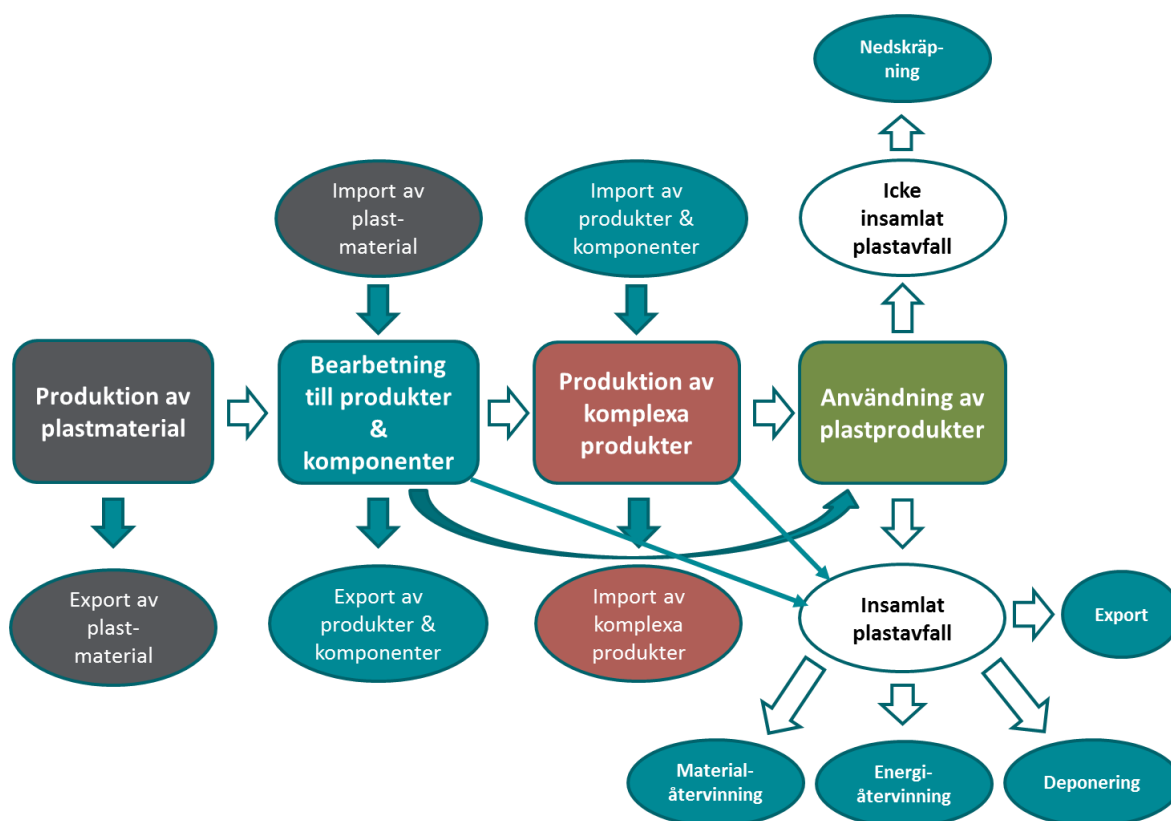 Nedskräp-
ning
Icke
insamlat
plastavfall
Import av
plast-
material
Import av
produkter &
komponenter
Produktion av
plastmaterial
Bearbetning
till produkter
&
komponenter
Produktion av
komplexa
produkter
Användning av
plastprodukter
Export av
plast-
material
Export av
produkter &
komponenter
Import av
komplexa
produkter
Insamlat
plastavfall
Export
Material-
återvinning
Energi-
återvinning
Deponering